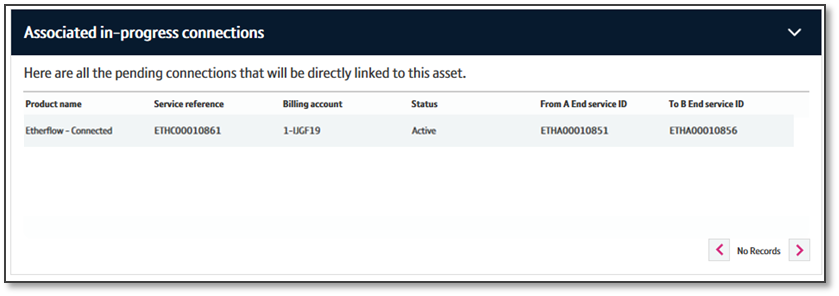 Associated in-progress connections
Here are all the pending connections that will be directly linked to this asset.
Product name Service reference Billing account Status From A End service ID To B End service ID
Etherflow - Connected ETHC00010861 1-UGF19 Active ETHA00010851 ETHA00010856
No Records